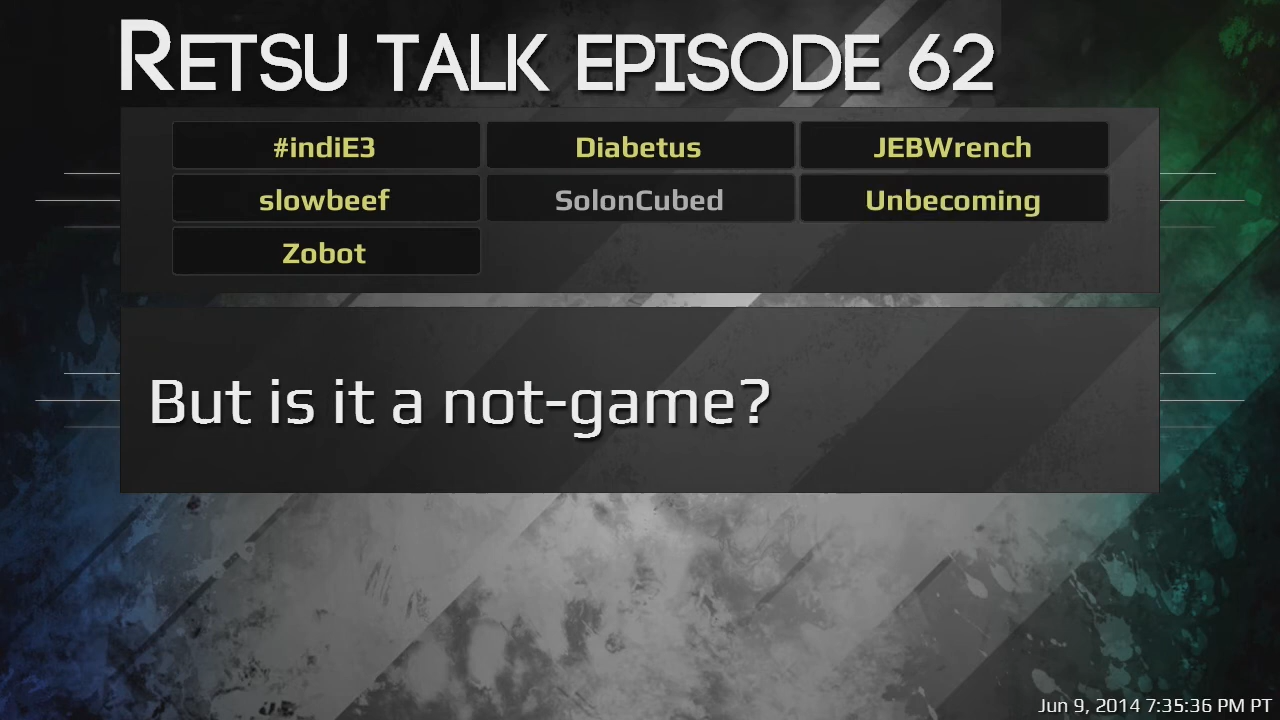 RETSU TALK EPISODE 62
#indiE3 Diabetus JEBWrench
slowbeef SolonCubed Unbecoming
Zobot
But is it a not-game?
Jun 9, 2014 7:35:36 PM PT